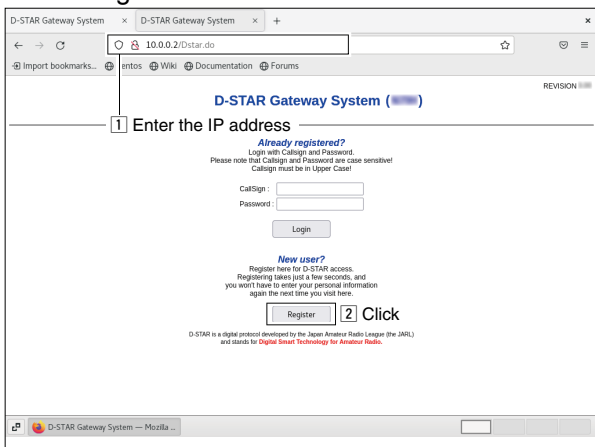 D-STAR Gateway System × D-STAR Gateway System × + ×
10.0.0.2/Dstar.do
Import bookmarks... entos Wiki Documentation Forums
REVISION
D-STAR Gateway System ( )
1 Enter the IP address
Already registered?
Login with Callsign and Password.
Please note that Callsign and Password are case sensitive!
Callsign must be in Upper Case!
CallSign :
Password :
Login
New user?
Register here for D-STAR access.
Registering takes just a few seconds, and
you won't have to enter your personal information
again the next time you visit here.
Register 2 Click
D-STAR is a digital protocol developed by the Japan Amateur Radio League (the JARL)
and stands for Digital Smart Technology for Amateur Radio.
D-STAR Gateway System — Mozilla ...